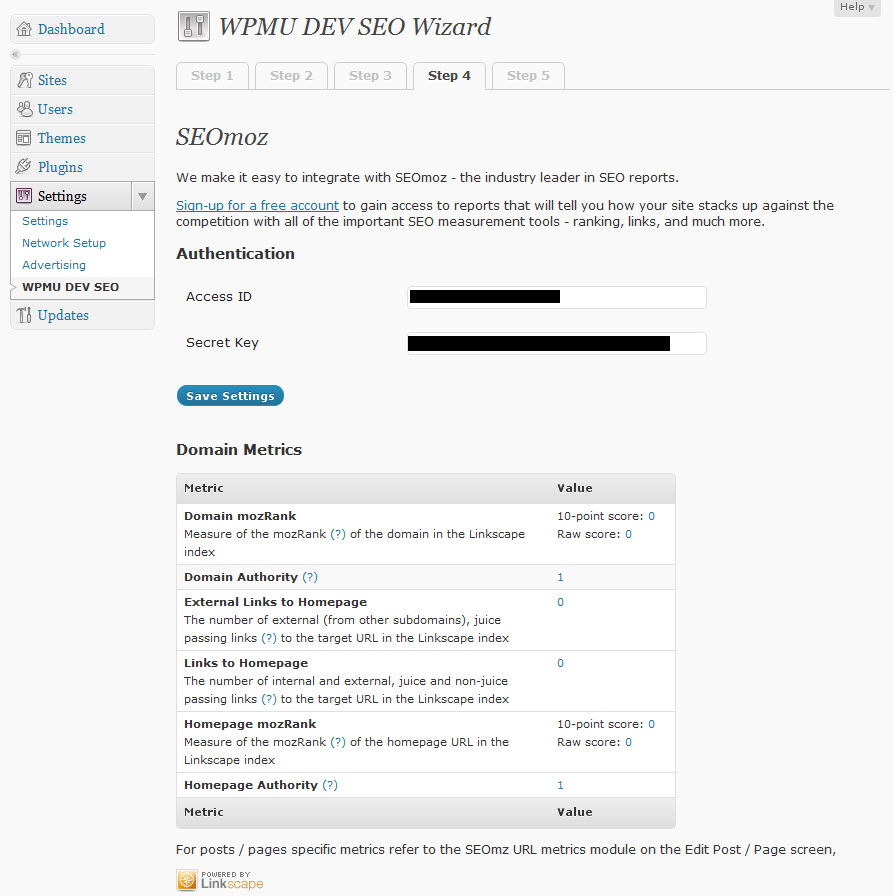 Help
Dashboard
WPMU DEV SEO Wizard
Sites
Users
Themes
Plugins
Settings
Settings
Network Setup
Advertising
WPMU DEV SEO
Updates
Step 1
Step 2
Step 3
Step 4
Step 5
SEOmoz
We make it easy to integrate with SEOmoz - the industry leader in SEO reports.
Sign-up for a free account to gain access to reports that will tell you how your site stacks up against the
competition with all of the important SEO measurement tools - ranking, links, and much more.
Authentication
Access ID
Secret Key
Save Settings
Domain Metrics
Metric Value
Domain mozRank 10-point score: 0
Measure of the mozRank (?) of the domain in the Linkscape Raw score: 0
index
Domain Authority (?) 1
External Links to Homepage 0
The number of external (from other subdomains), juice
passing links (?) to the target URL in the Linkscape index
Links to Homepage 0
The number of internal and external, juice and non-juice
passing links (?) to the target URL in the Linkscape index
Homepage mozRank 10-point score: 0
Measure of the mozRank (?) of the homepage URL in the Raw score: 0
Linkscape index
Homepage Authority (?) 1
Metric Value
For posts / pages specific metrics refer to the SEOmz URL metrics module on the Edit Post / Page screen,
POWERED BY
Linkscape